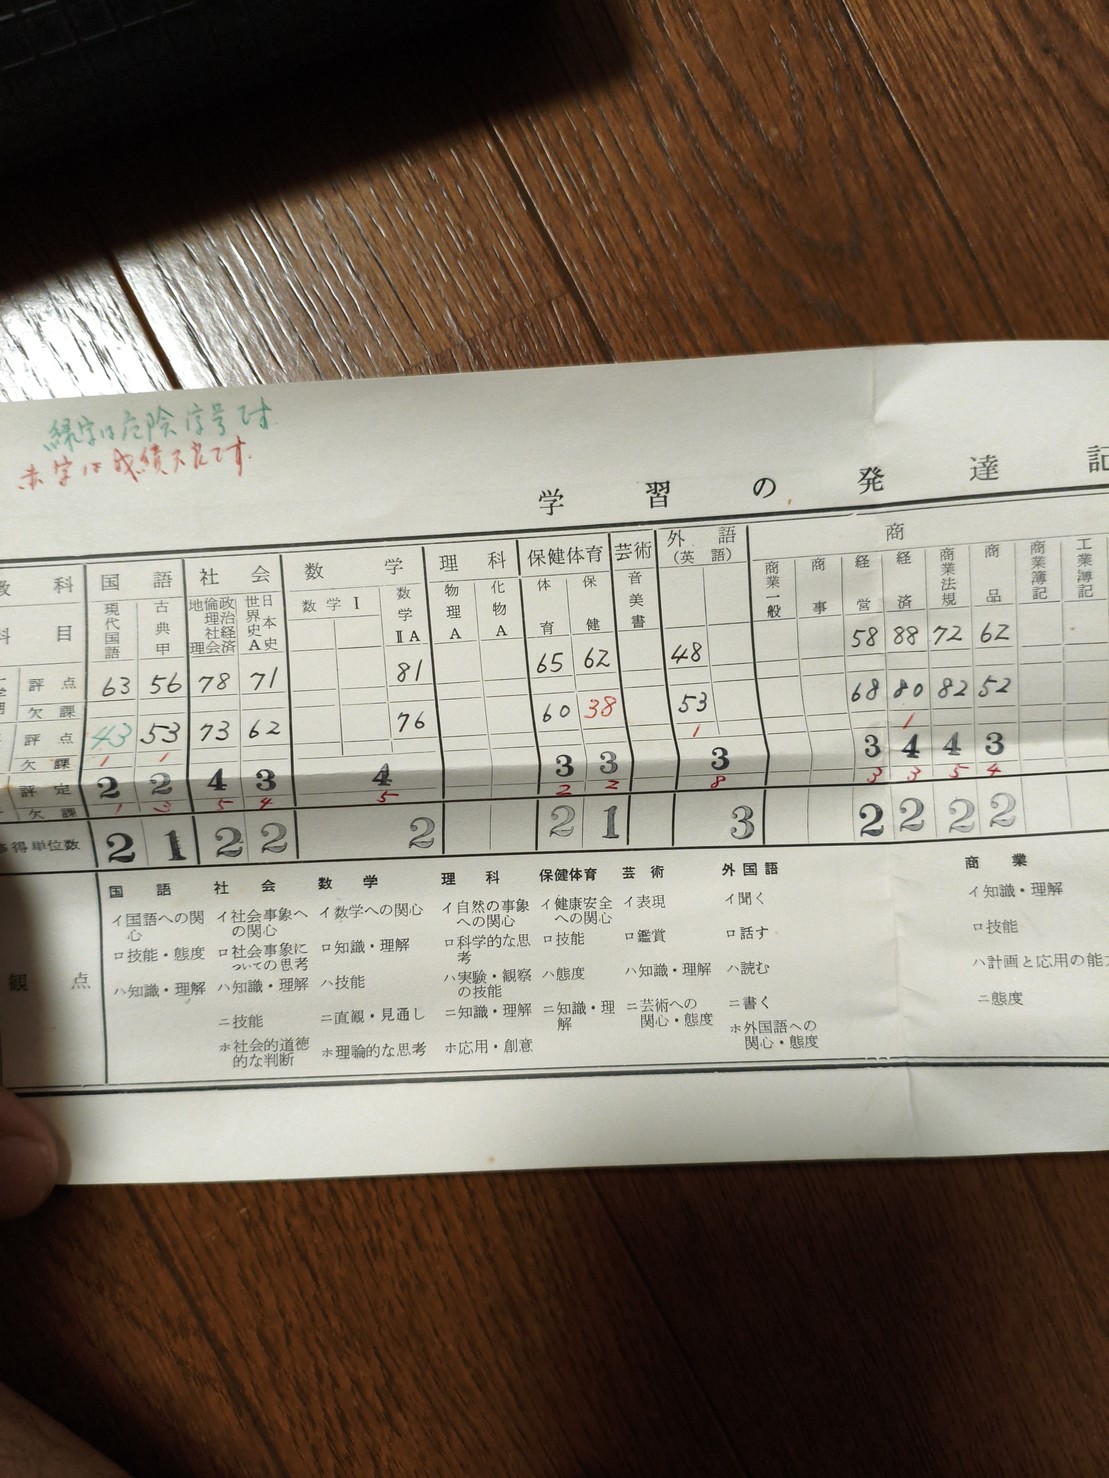 緑字は危険信号です
赤字は成績不良です.
学習の発達記
教科 国語 社会 数学 理科 保健体育 芸術 外語(英語) 商
科目 現代国語 古典甲 地理 倫理社会 政治経済 世界史A 日本史 数学I 数学ⅡA 物理A 化物A 体育 保健 音美書 商業一般 商事 経営 経済 商業法規 商品 商業簿記 工業簿記
評点 63 56 78 71 81 65 62 48 58 88 72 62
欠課
評点 43 53 73 62 76 60 38 53 68 80 82 52
欠課 1 1 1 1
評定 2 2 4 3 4 3 3 3 3 4 4 3
欠課 1 3 5 4 5 2 2 8 3 3 5 4
修得単位数 2 1 2 2 2 2 1 3 2 2 2 2
観点
国語
イ国語への関心
ロ技能・態度
ハ知識・理解
社会
イ社会事象への関心
ロ社会事象についての思考
ハ知識・理解
ニ技能
ホ社会的道徳的な判断
数学
イ数学への関心
ロ知識・理解
ハ技能
ニ直観・見通し
ホ理論的な思考
理科
イ自然の事象への関心
ロ科学的な思考
ハ実験・観察の技能
ニ知識・理解
ホ応用・創意
保健体育
イ健康安全への関心
ロ技能
ハ態度
ニ知識・理解
芸術
イ表現
ロ鑑賞
ハ知識・理解
ニ芸術への関心・態度
外国語
イ聞く
ロ話す
ハ読む
ニ書く
ホ外国語への関心・態度
商業
イ知識・理解
ロ技能
ハ計画と応用の能力
ニ態度